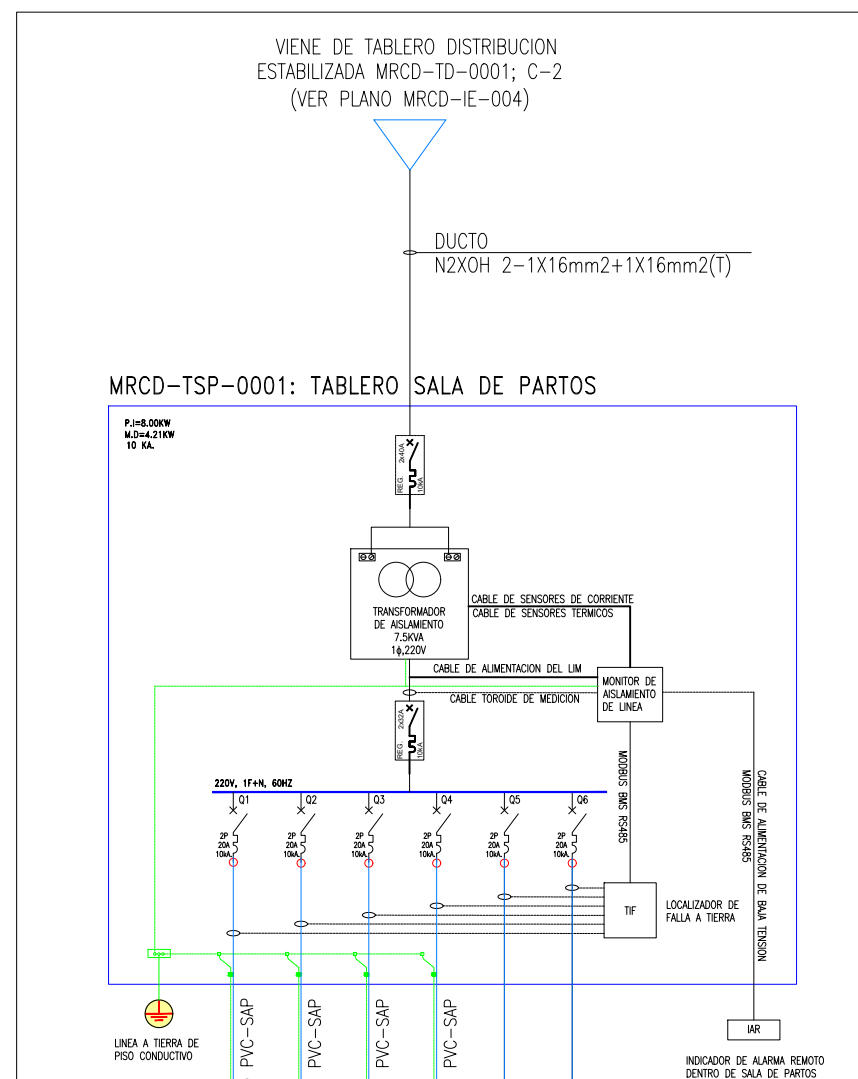 VIENE DE TABLERO DISTRIBUCION
ESTABILIZADA MRCD-TD-0001; C-2
(VER PLANO MRCD-IE-004)
DUCTO
N2XOH 2-1X16mm2+1X16mm2(T)
MRCD-TSP-0001: TABLERO SALA DE PARTOS
P.I=8.00KW
M.D=4.21KW
10 KA.
REG.
2x40A
10kA
TRANSFORMADOR
DE AISLAMIENTO
7.5KVA
1ϕ,220V
CABLE DE SENSORES DE CORRIENTE
CABLE DE SENSORES TERMICOS
CABLE DE ALIMENTACION DEL LIM
CABLE TOROIDE DE MEDICION
MONITOR DE
AISLAMIENTO
DE LINEA
REG.
2x32A
10kA
MODBUS BMS RS485
CABLE DE ALIMENTACION DE BAJA TENSION
MODBUS BMS RS485
220V, 1F+N, 60HZ
Q1
Q2
Q3
Q4
Q5
Q6
2P
20A
10kA.
2P
20A
10kA.
2P
20A
10kA.
2P
20A
10kA.
2P
20A
10kA.
2P
20A
10kA.
TIF
LOCALIZADOR DE
FALLA A TIERRA
LINEA A TIERRA DE
PISO CONDUCTIVO
PVC-SAP
PVC-SAP
PVC-SAP
PVC-SAP
IAR
INDICADOR DE ALARMA REMOTO
DENTRO DE SALA DE PARTOS